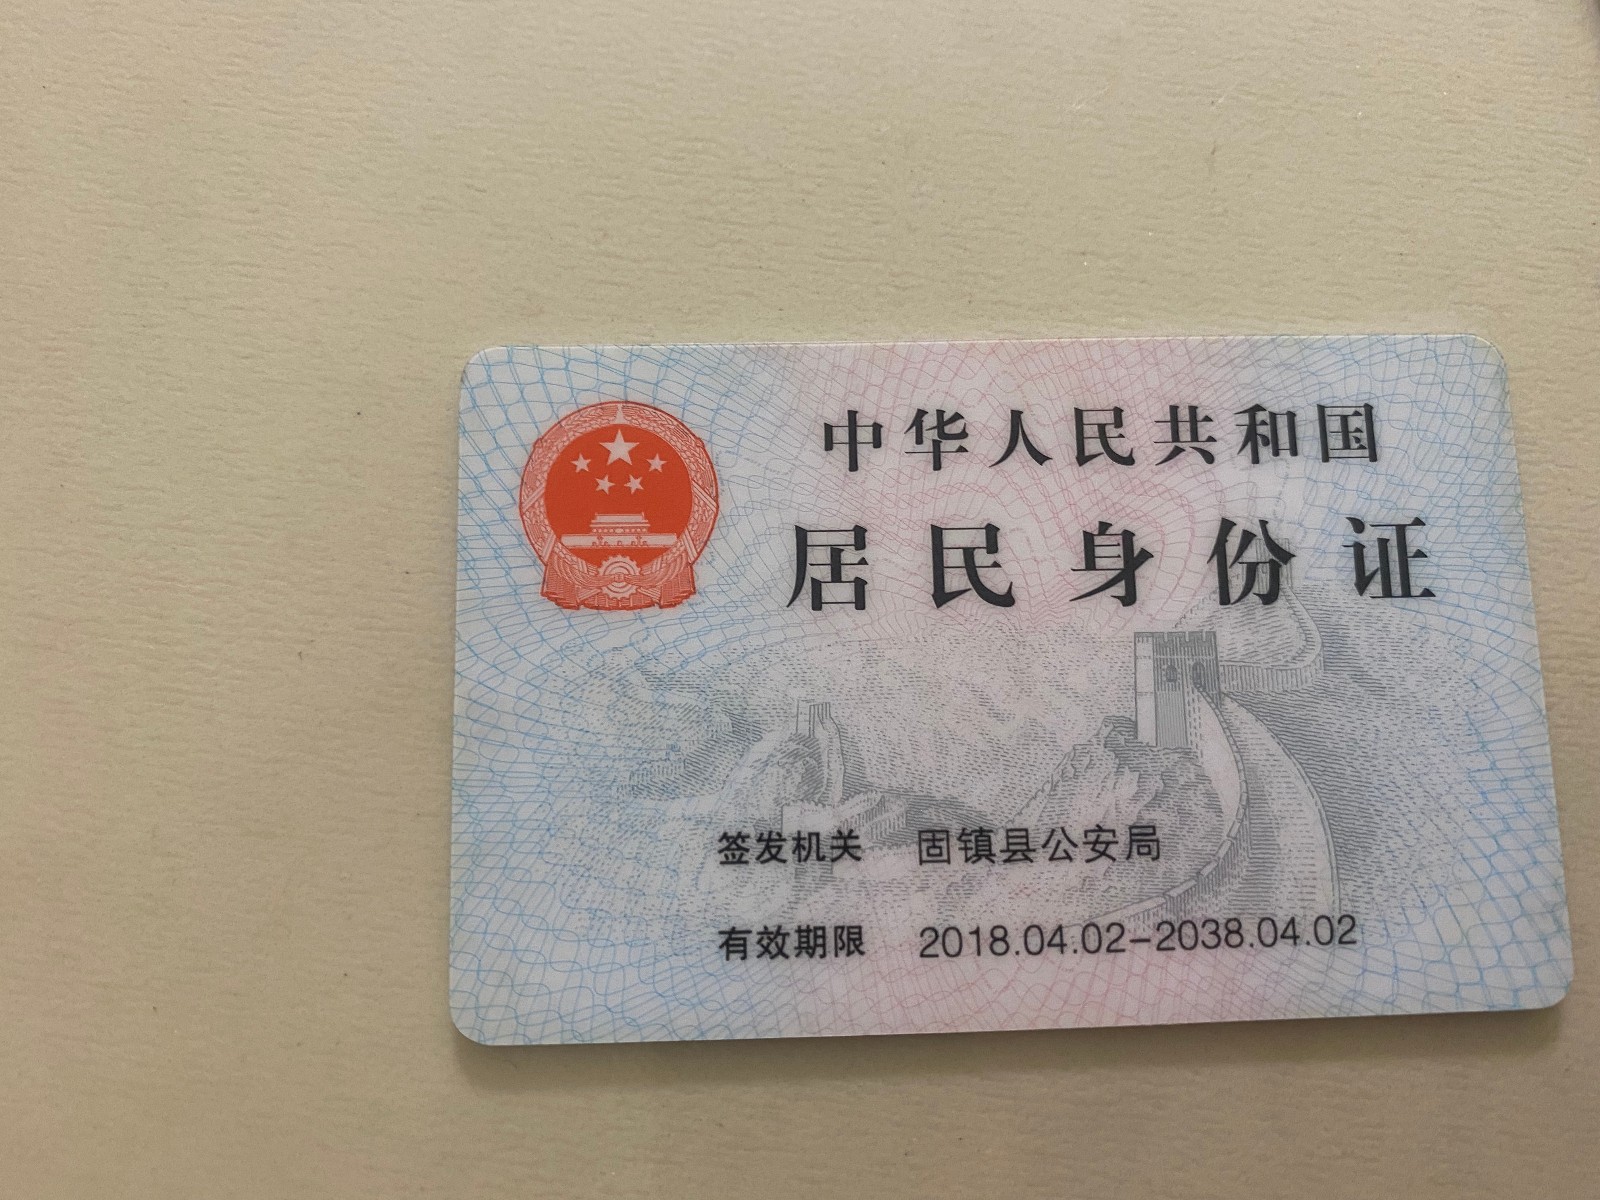 中华人民共和国
居民身份证
签发机关 固镇县公安局
有效期限 2018.04.02-2038.04.02